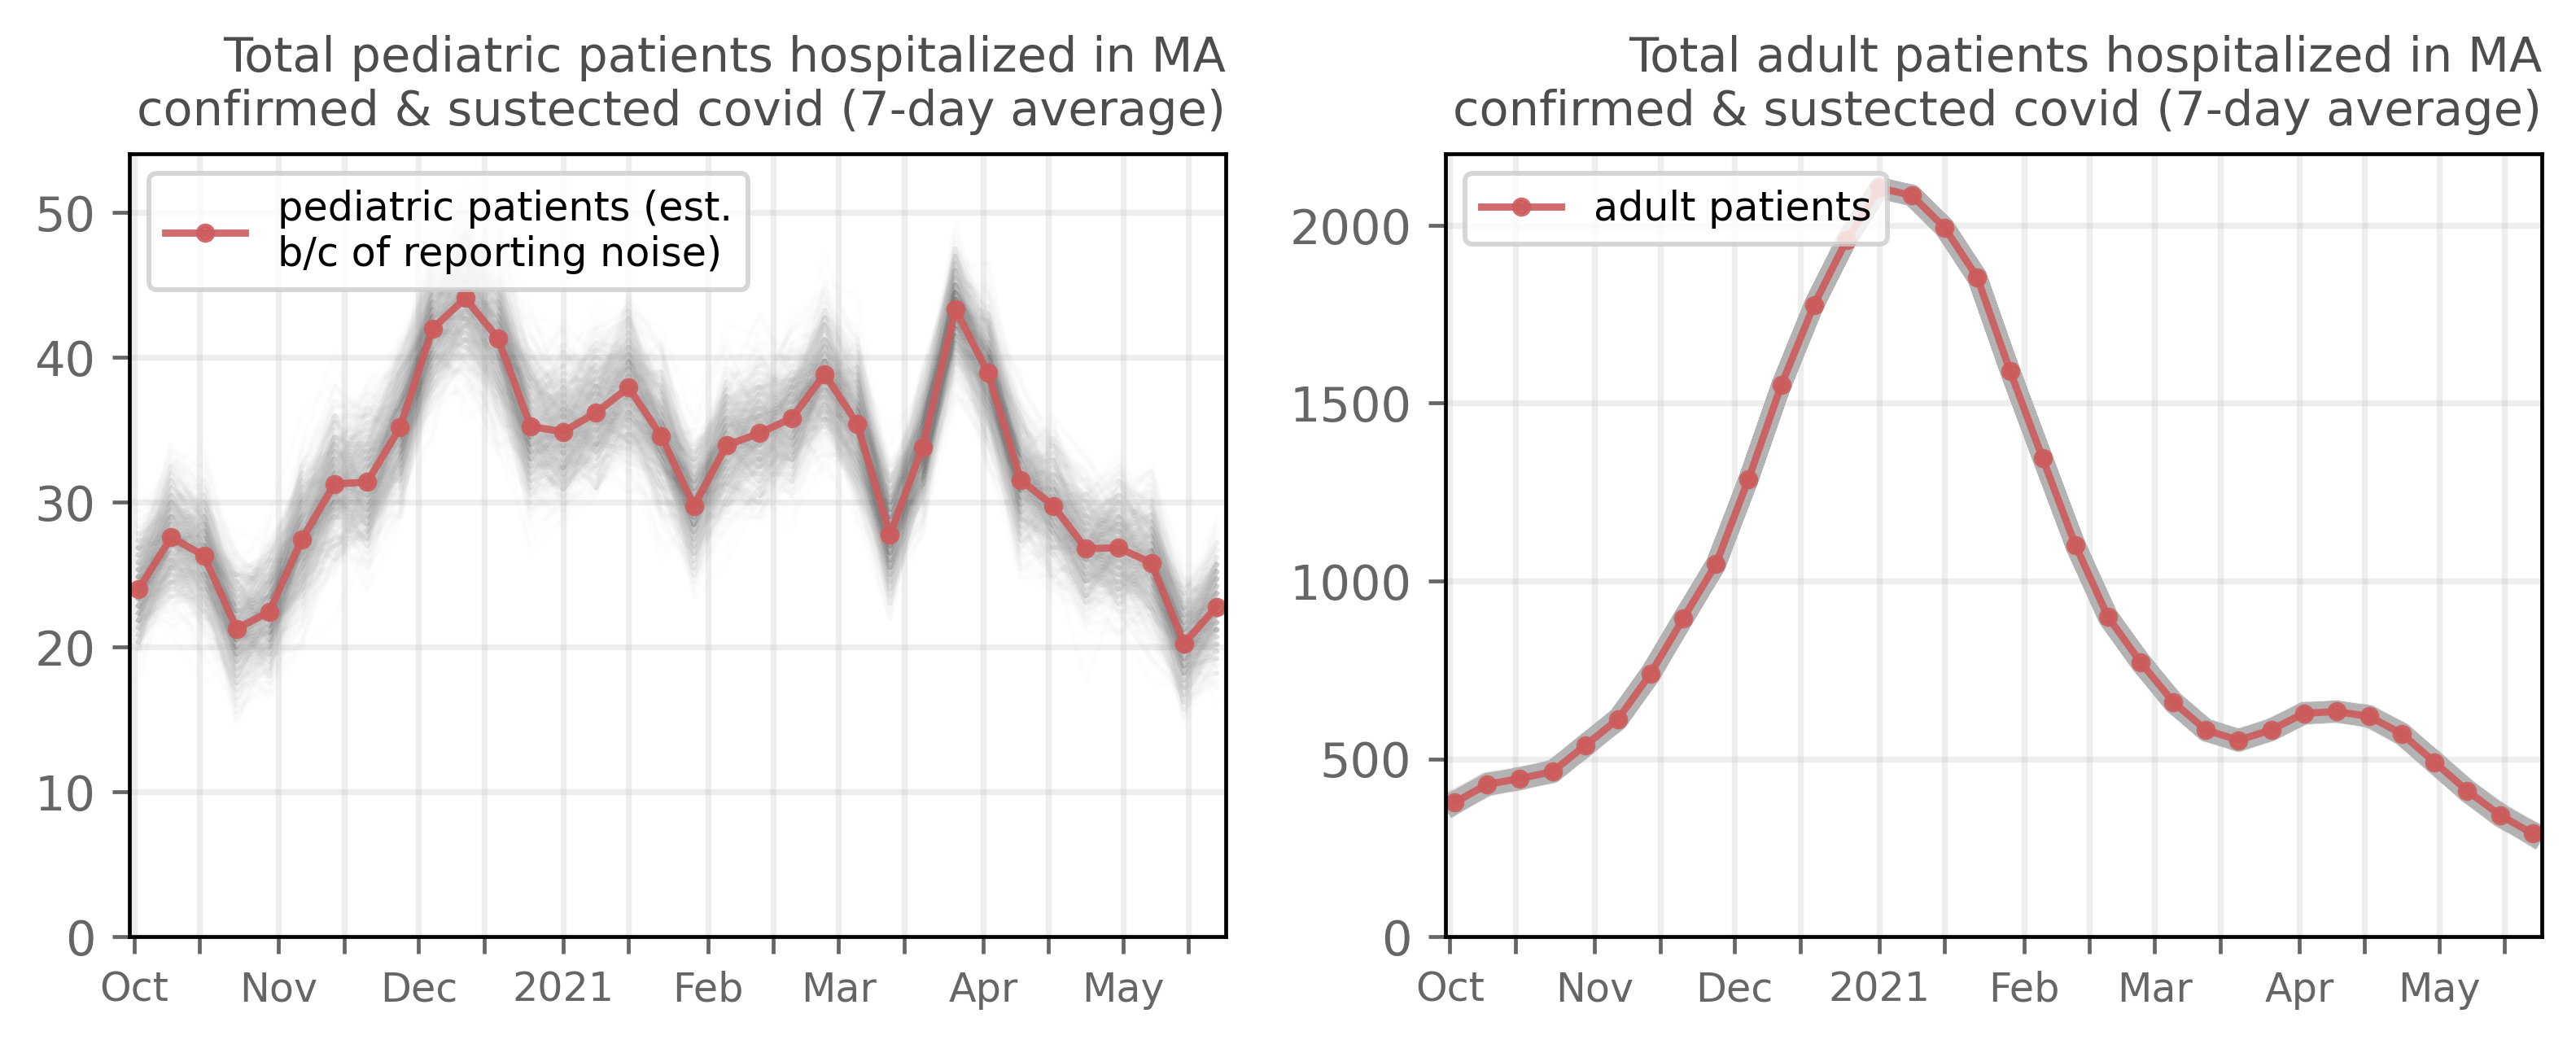 Total pediatric patients hospitalized in MA
confirmed & sustected covid (7-day average)
pediatric patients (est.
b/c of reporting noise)
50
40
30
20
10
0
Oct Nov Dec 2021 Feb Mar Apr May
Total adult patients hospitalized in MA
confirmed & sustected covid (7-day average)
adult patients
2000
1500
1000
500
0
Oct Nov Dec 2021 Feb Mar Apr May